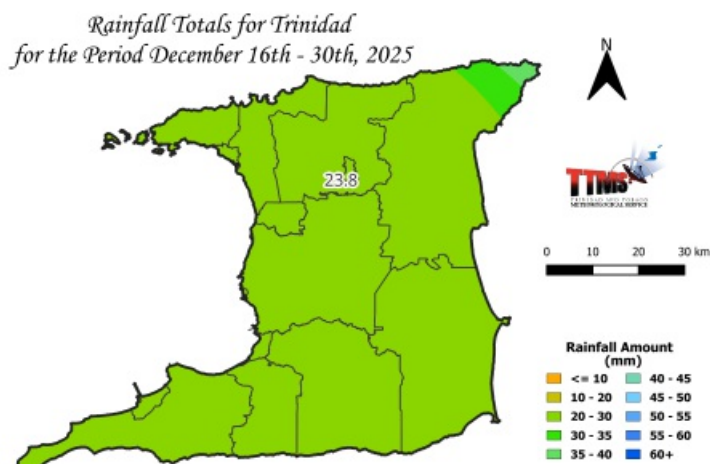 Rainfall Totals for Trinidad
for the Period December 16th - 30th, 2025
N
23.8
TTMS
TRINIDAD AND TOBAGO
METEOROLOGICAL SERVICE
0 10 20 30 km
Rainfall Amount
(mm)
<= 10
10 - 20
20 - 30
30 - 35
35 - 40
40 - 45
45 - 50
50 - 55
55 - 60
60+